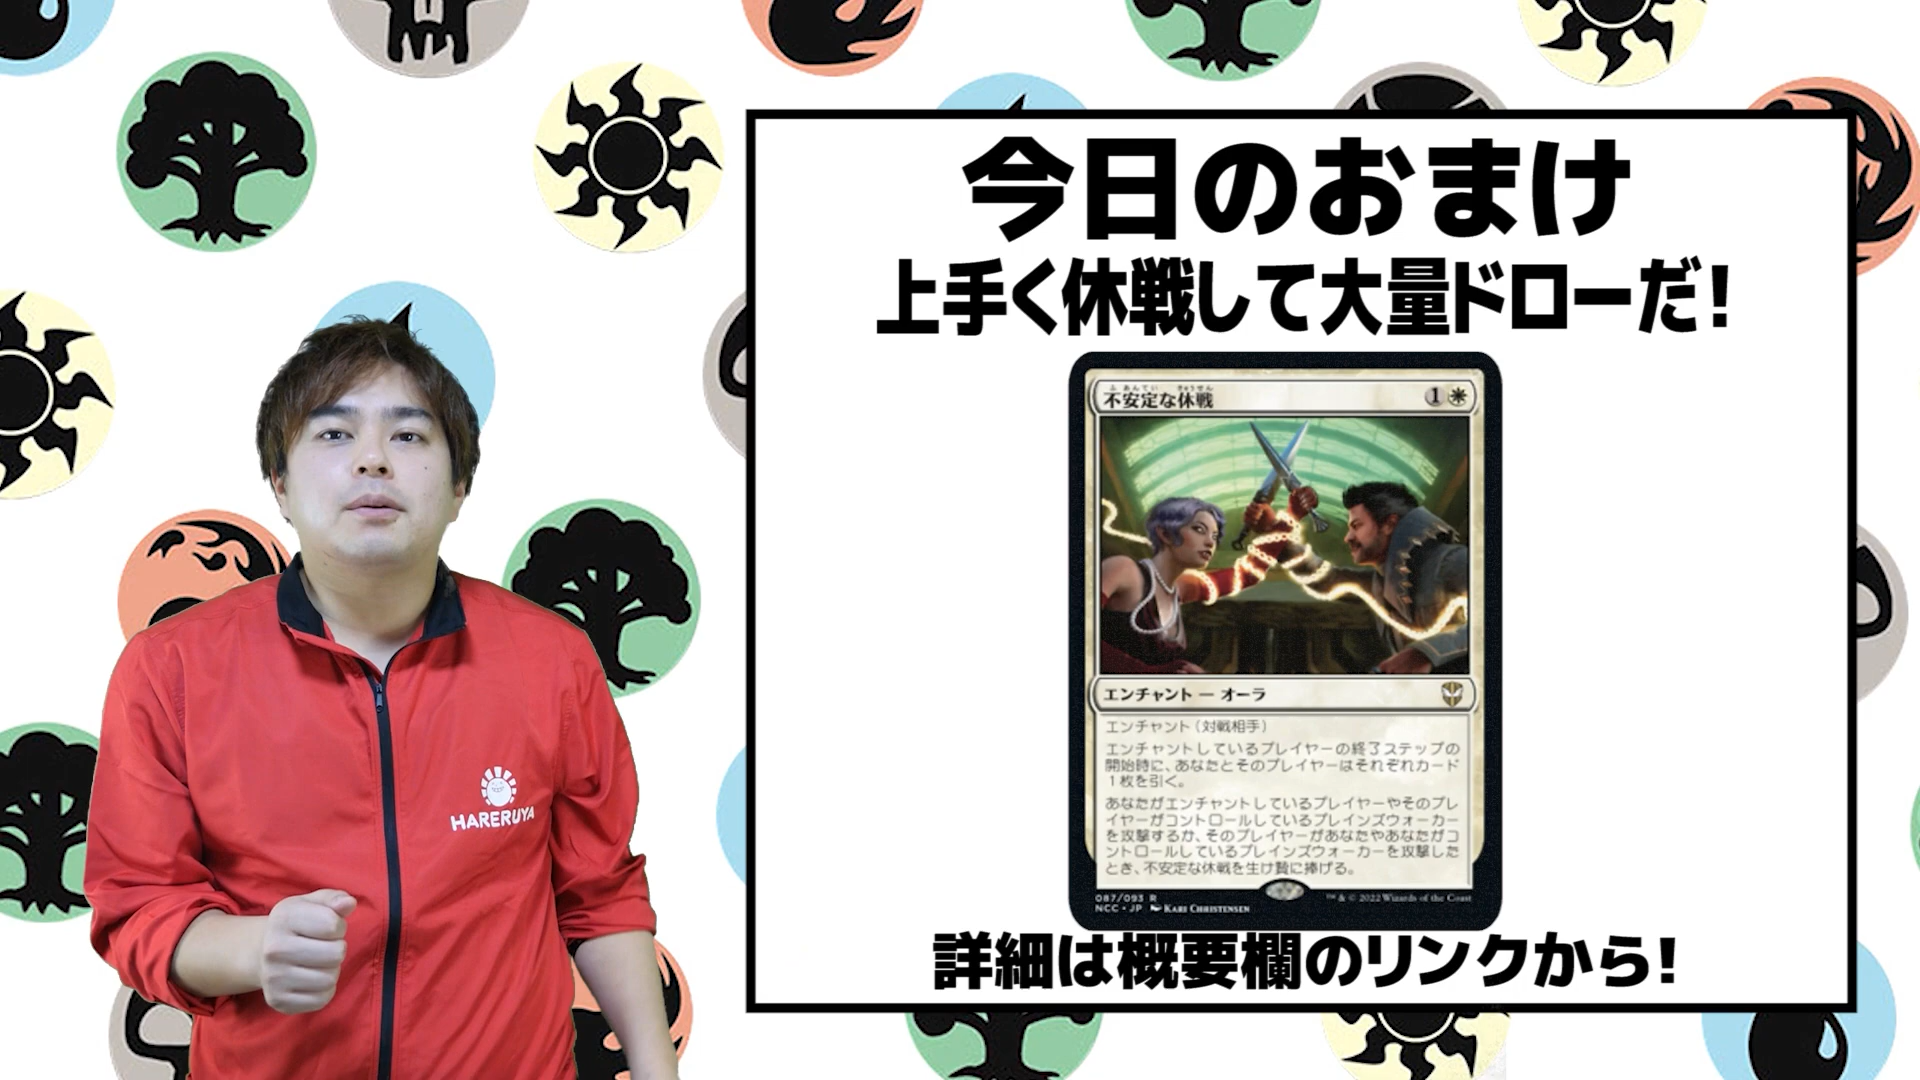 今日のおまけ
上手く休戦して大量ドローだ!
ふあんてい きゅうせん
不安定な休戦
1
エンチャント ― オーラ
エンチャント（対戦相手）
エンチャントしているプレイヤーの終了ステップの
開始時に、あなたとそのプレイヤーはそれぞれカード
1枚を引く。
あなたがエンチャントしているプレイヤーやそのプレ
イヤーがコントロールしているプレインズウォーカー
を攻撃するか、そのプレイヤーがあなたやあなたがコ
ントロールしているプレインズウォーカーを攻撃した
とき、不安定な休戦を生け贄に捧げる。
087/093 R
NCC • JP KARI CHRISTENSEN
™ & © 2022 Wizards of the Coast
詳細は概要欄のリンクから!
HARERUYA